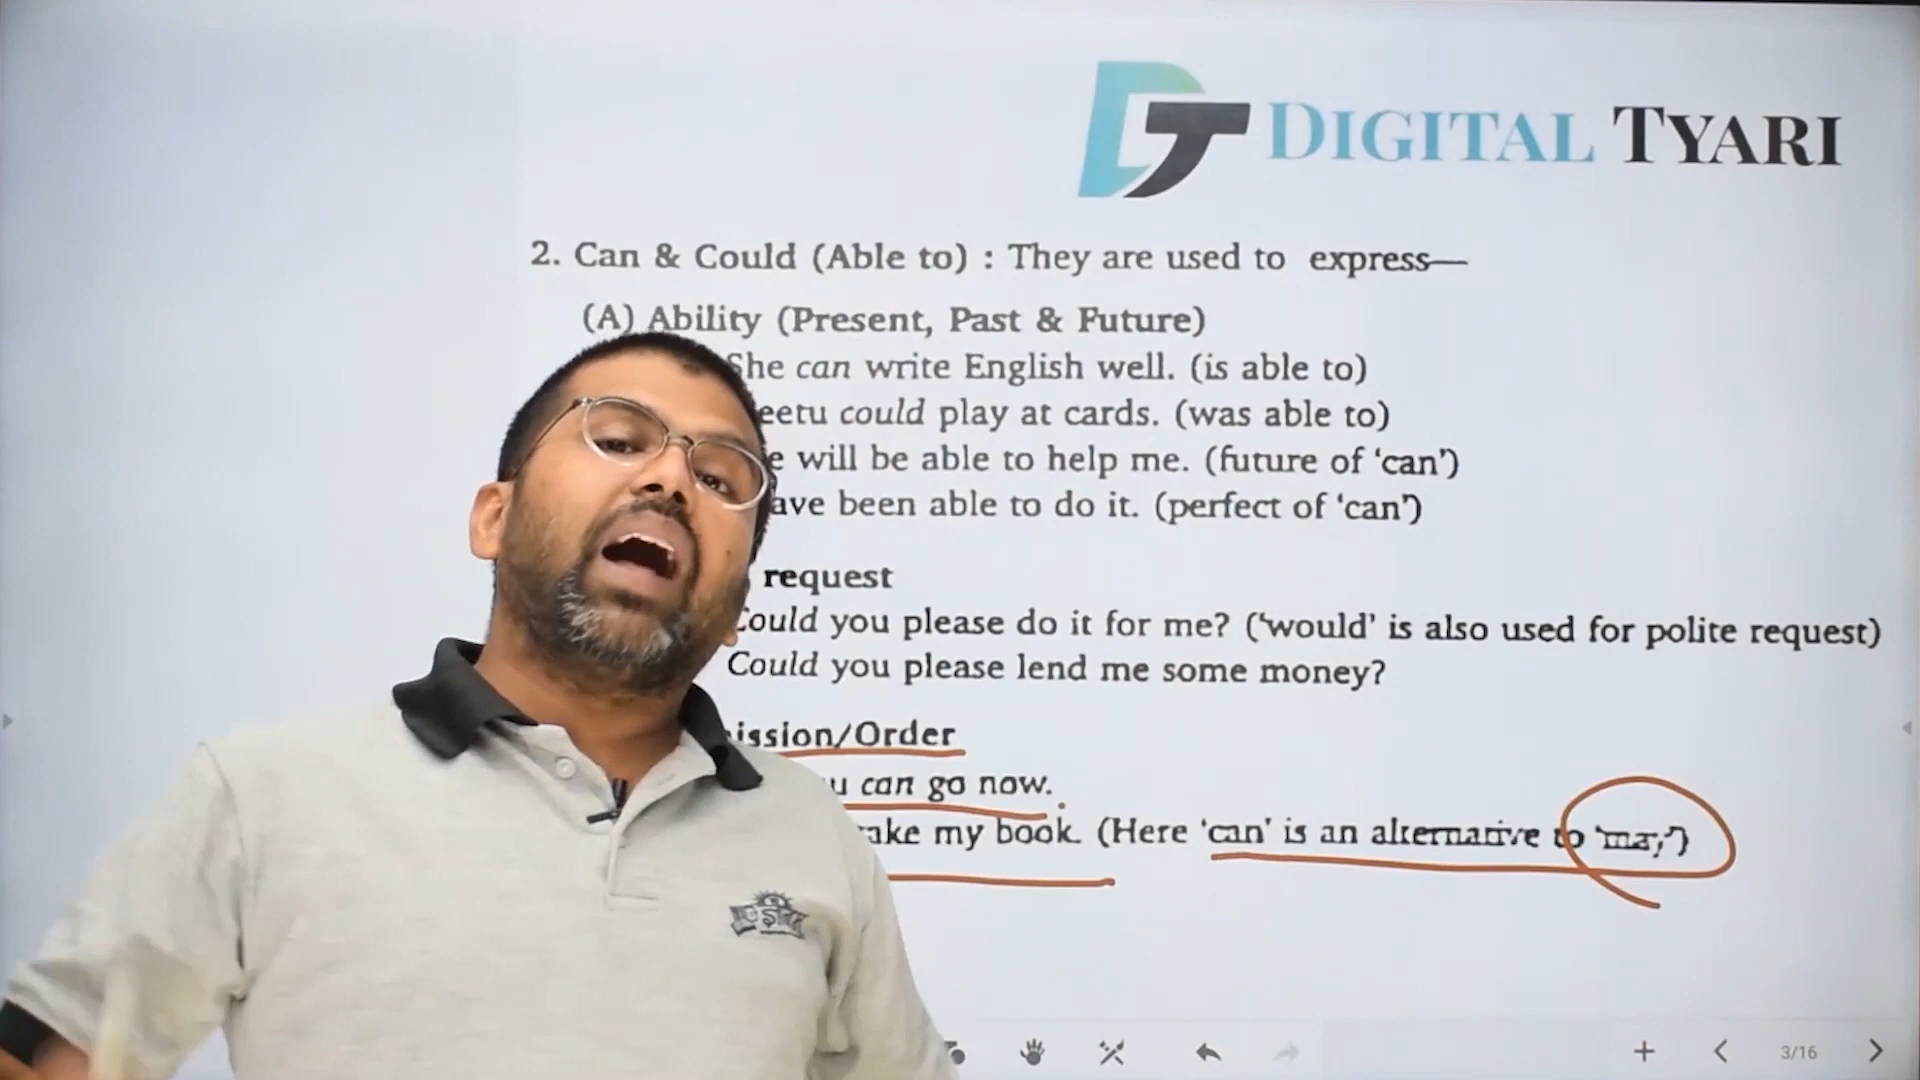 DIGITAL TYARI
2. Can & Could (Able to) : They are used to express—
(A) Ability (Present, Past & Future)
She can write English well. (is able to)
eetu could play at cards. (was able to)
e will be able to help me. (future of ‘can’)
ave been able to do it. (perfect of ‘can’)
request
Could you please do it for me? (‘would’ is also used for polite request)
Could you please lend me some money?
ission/Order
u can go now.
ake my book. (Here ‘can’ is an alternative to ‘may’)
3/16